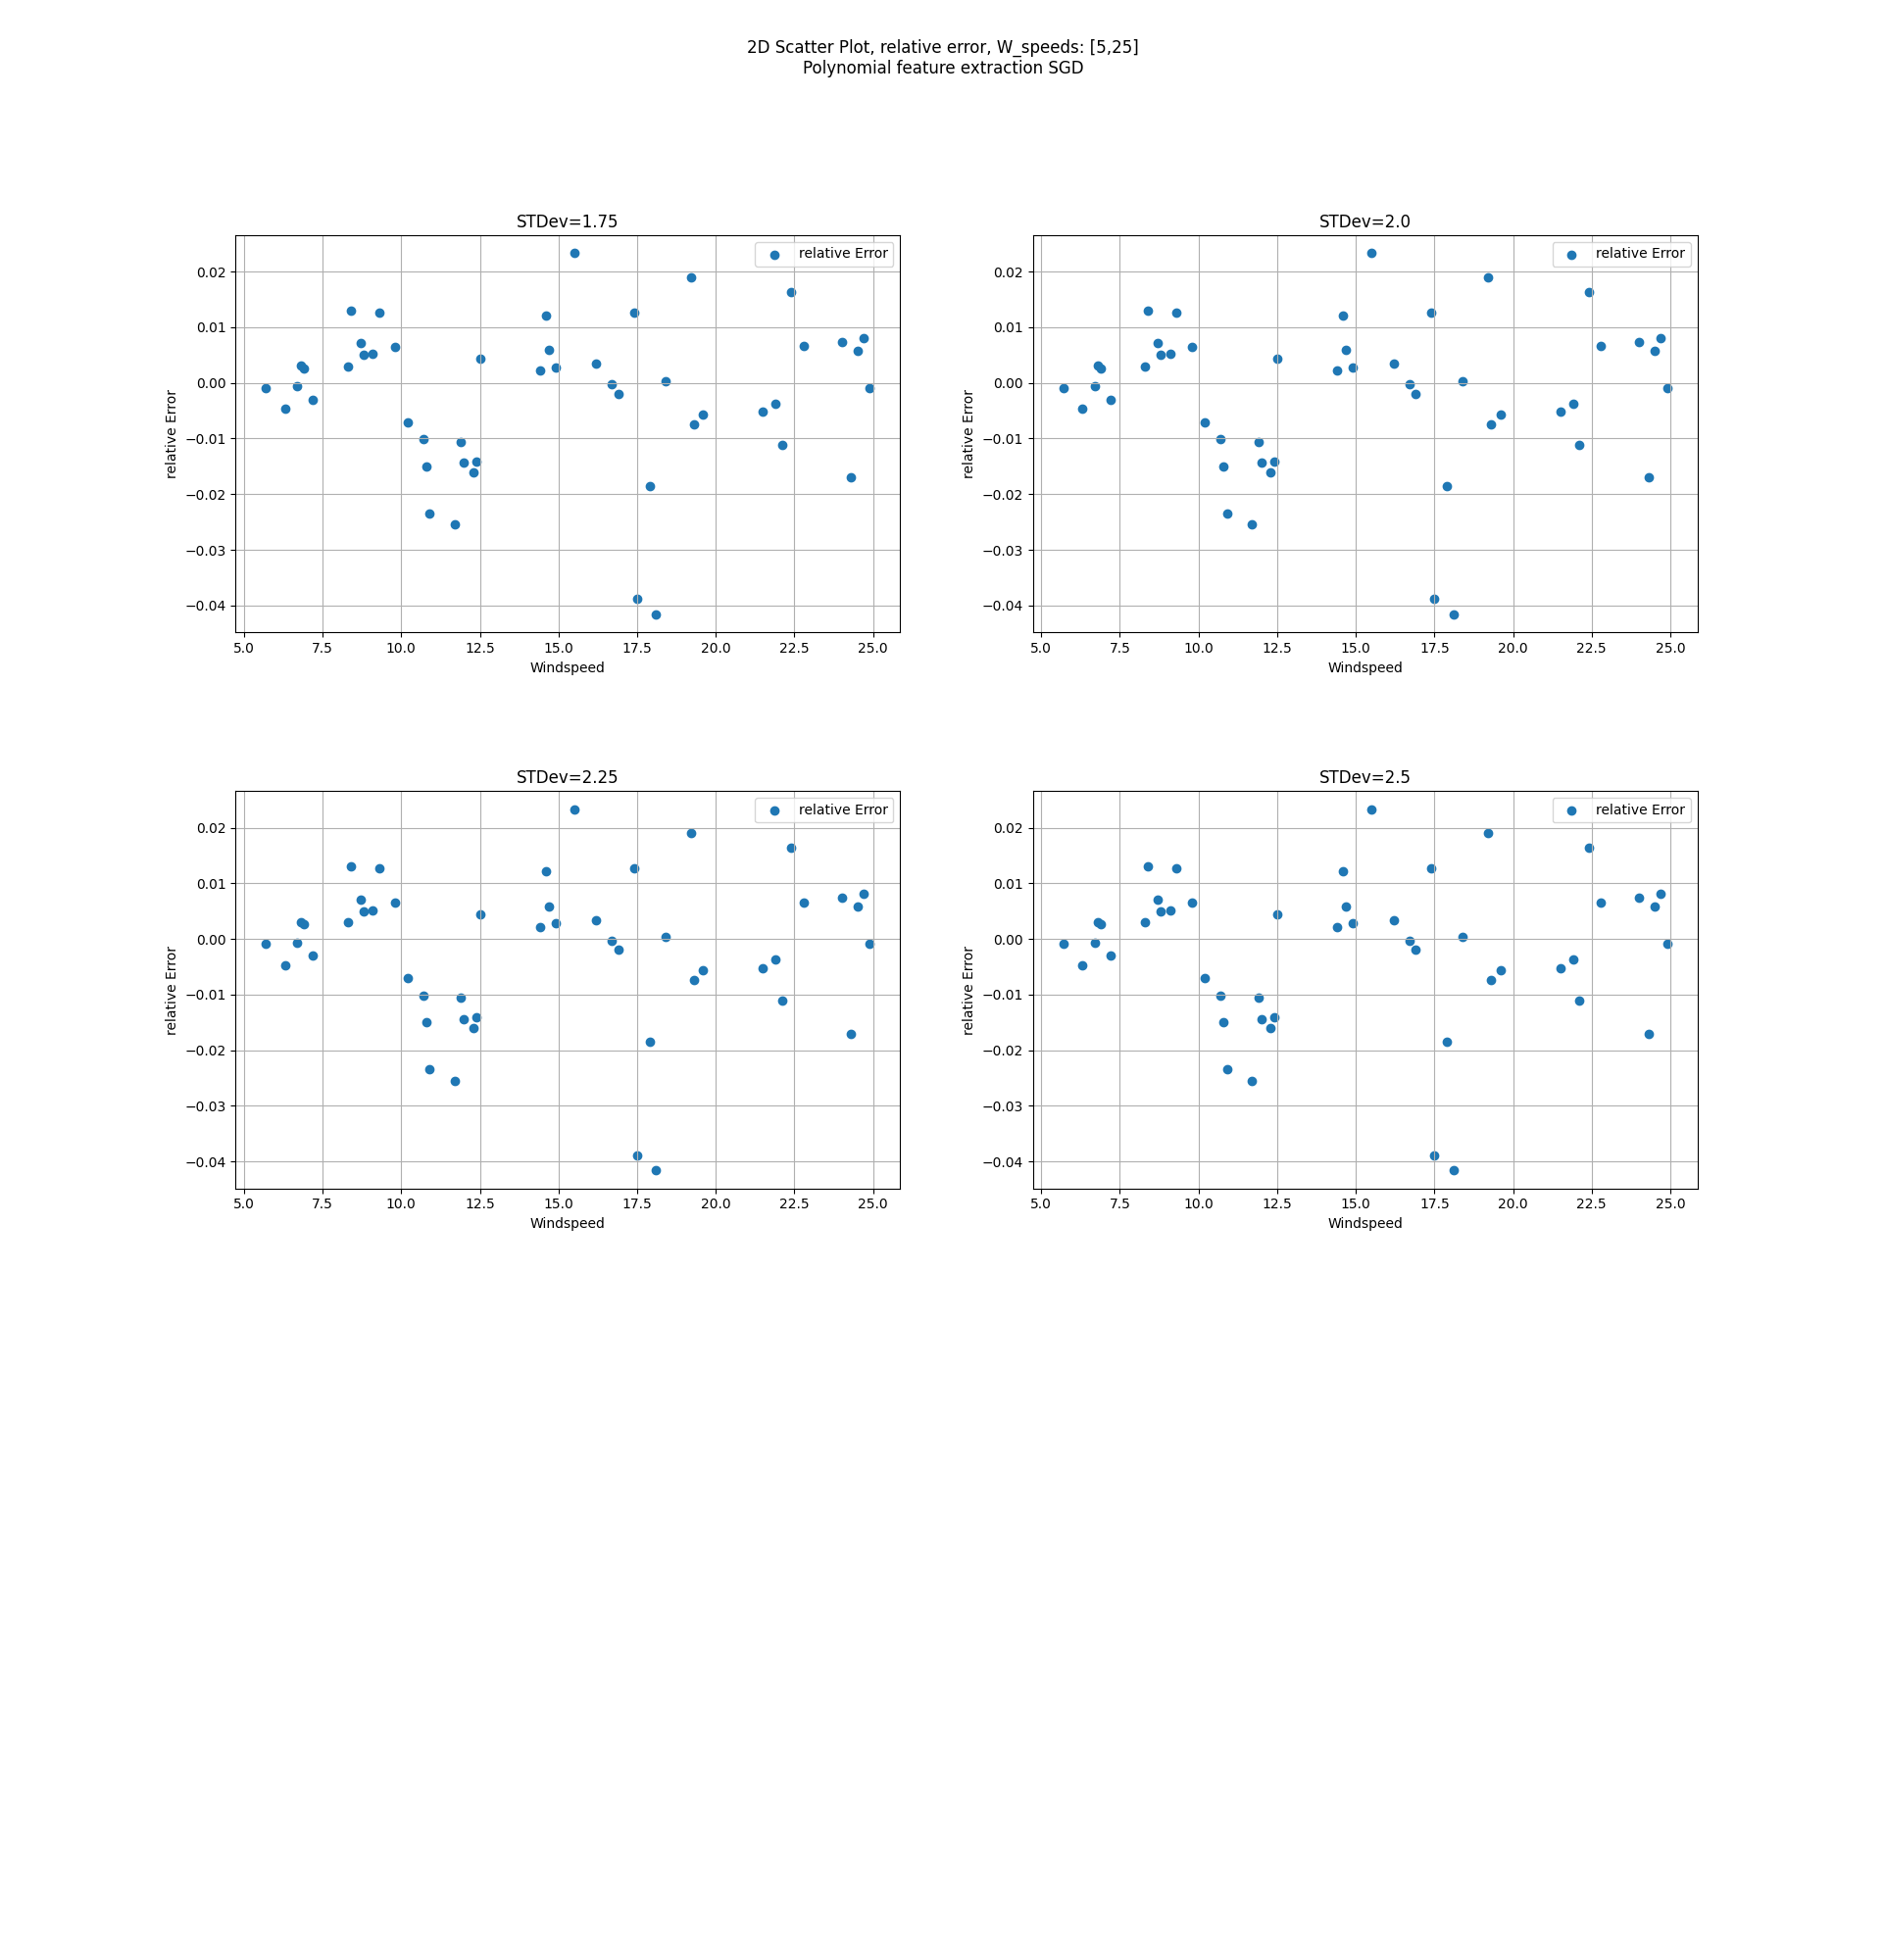 2D Scatter Plot, relative error, W_speeds: [5,25]
Polynomial feature extraction SGD
STDev=1.75
relative Error
0.02
0.01
0.00
−0.01
−0.02
−0.03
−0.04
relative Error
5.0 7.5 10.0 12.5 15.0 17.5 20.0 22.5 25.0
Windspeed
STDev=2.0
relative Error
0.02
0.01
0.00
−0.01
−0.02
−0.03
−0.04
relative Error
5.0 7.5 10.0 12.5 15.0 17.5 20.0 22.5 25.0
Windspeed
STDev=2.25
relative Error
0.02
0.01
0.00
−0.01
−0.02
−0.03
−0.04
relative Error
5.0 7.5 10.0 12.5 15.0 17.5 20.0 22.5 25.0
Windspeed
STDev=2.5
relative Error
0.02
0.01
0.00
−0.01
−0.02
−0.03
−0.04
relative Error
5.0 7.5 10.0 12.5 15.0 17.5 20.0 22.5 25.0
Windspeed